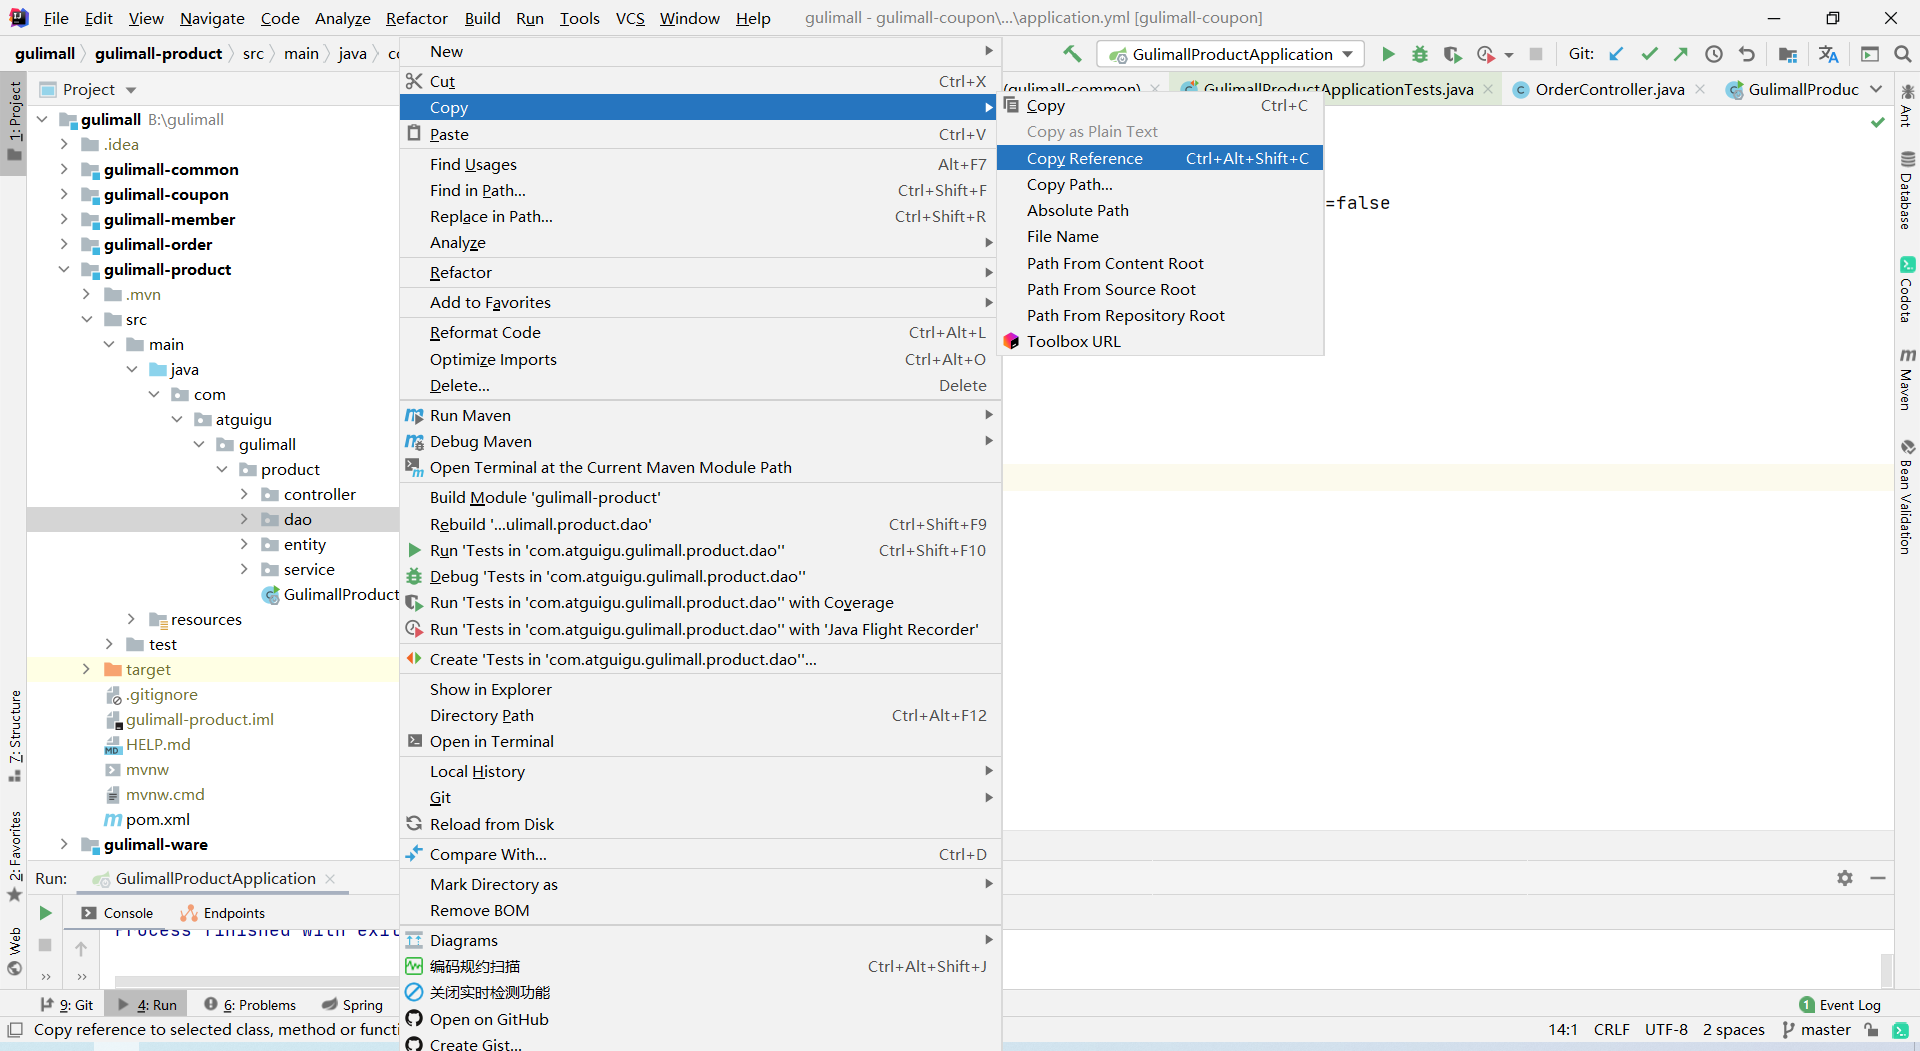 File Edit View Navigate Code Analyze Refactor Build Run Tools VCS Window Help gulimall - gulimall-coupon\...\application.yml [gulimall-coupon]
gulimall gulimall-product src main java
GulimallProductApplication
Git:
Project
(gulimall-common) GulimallProductApplicationTests.java OrderController.java GulimallProduc
gulimall B:\gulimall
.idea
gulimall-common
gulimall-coupon
gulimall-member
gulimall-order
gulimall-product
.mvn
src
main
java
com
atguigu
gulimall
product
controller
dao
entity
service
GulimallProduct
resources
test
target
.gitignore
gulimall-product.iml
HELP.md
mvnw
mvnw.cmd
pom.xml
gulimall-ware
New
Cut Ctrl+X
Copy
Paste Ctrl+V
Find Usages Alt+F7
Find in Path... Ctrl+Shift+F
Replace in Path... Ctrl+Shift+R
Analyze
Refactor
Add to Favorites
Reformat Code Ctrl+Alt+L
Optimize Imports Ctrl+Alt+O
Delete... Delete
Run Maven
Debug Maven
Open Terminal at the Current Maven Module Path
Build Module 'gulimall-product'
Rebuild '...ulimall.product.dao' Ctrl+Shift+F9
Run 'Tests in 'com.atguigu.gulimall.product.dao'' Ctrl+Shift+F10
Debug 'Tests in 'com.atguigu.gulimall.product.dao''
Run 'Tests in 'com.atguigu.gulimall.product.dao'' with Coverage
Run 'Tests in 'com.atguigu.gulimall.product.dao'' with 'Java Flight Recorder'
Create 'Tests in 'com.atguigu.gulimall.product.dao''...
Show in Explorer
Directory Path Ctrl+Alt+F12
Open in Terminal
Local History
Git
Reload from Disk
Compare With... Ctrl+D
Mark Directory as
Remove BOM
Diagrams
编码规约扫描 Ctrl+Alt+Shift+J
关闭实时检测功能
Open on GitHub
Create Gist...
Copy Ctrl+C
Copy as Plain Text
Copy Reference Ctrl+Alt+Shift+C
Copy Path...
Absolute Path
File Name
Path From Content Root
Path From Source Root
Path From Repository Root
Toolbox URL
=false
1: Project
7: Structure
2: Favorites
Web
Ant
Database
Codota
Maven
Bean Validation
Run: GulimallProductApplication
Console Endpoints
Process finished with exit
9: Git 4: Run 6: Problems Spring
1 Event Log
Copy reference to selected class, method or functi
14:1 CRLF UTF-8 2 spaces master